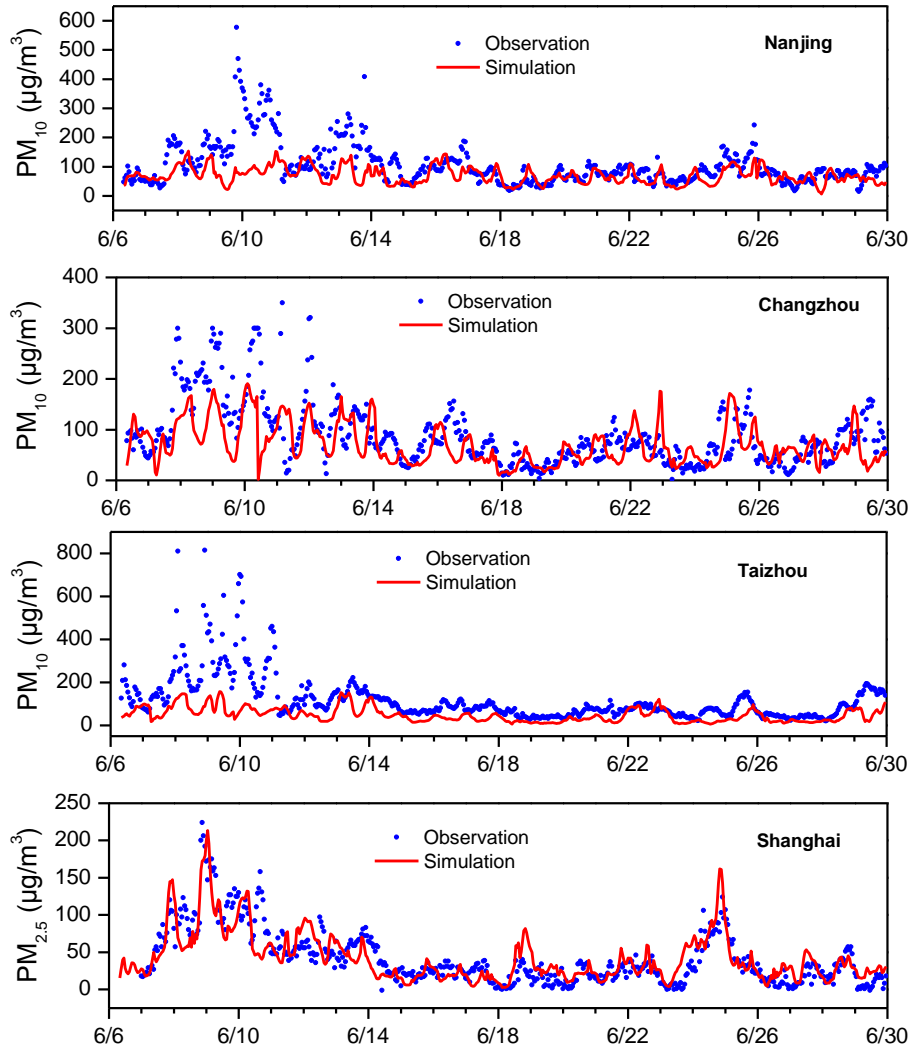 600
500
400
300
200
100
0
PM10 (μg/m3)
Observation
Simulation
Nanjing
6/6 6/10 6/14 6/18 6/22 6/26 6/30
400
300
200
100
0
PM10 (μg/m3)
Observation
Simulation
Changzhou
6/6 6/10 6/14 6/18 6/22 6/26 6/30
800
600
400
200
0
PM10 (μg/m3)
Observation
Simulation
Taizhou
6/6 6/10 6/14 6/18 6/22 6/26 6/30
250
200
150
100
50
0
PM2.5 (μg/m3)
Observation
Simulation
Shanghai
6/6 6/10 6/14 6/18 6/22 6/26 6/30